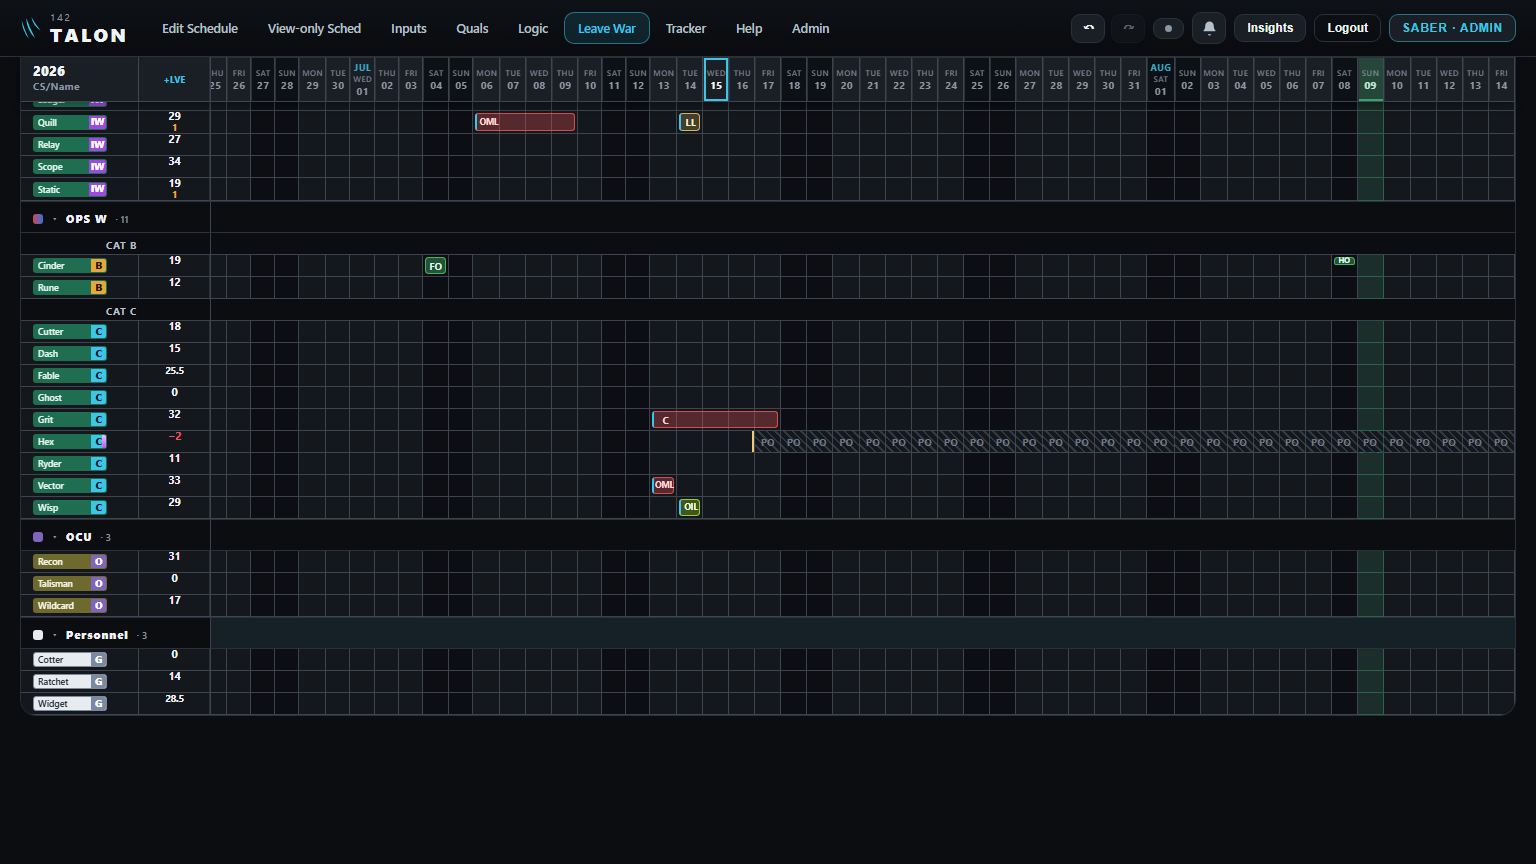 142
TALON
Edit Schedule View-only Sched Inputs Quals Logic Leave War Tracker Help Admin Insights Logout SABER · ADMIN
2026
CS/Name
+LVE
JUL AUG
FRI SAT SUN MON TUE WED THU FRI SAT SUN MON TUE WED THU FRI SAT SUN MON TUE WED THU FRI SAT SUN MON TUE WED THU FRI SAT SUN MON TUE WED THU FRI SAT SUN MON TUE WED THU FRI SAT SUN MON TUE WED THU FRI
25 26 27 28 29 30 01 02 03 04 05 06 07 08 09 10 11 12 13 14 15 16 17 18 19 20 21 22 23 24 25 26 27 28 29 30 31 01 02 03 04 05 06 07 08 09 10 11 12 13 14
Quill IW 29 OML LL
1
Relay IW 27
Scope IW 34
Static IW 19
1
OPS W · 11
CAT B
Cinder B 19 FO HO
Rune B 12
CAT C
Cutter C 18
Dash C 15
Fable C 25.5
Ghost C 0
Grit C 32 C
Hex C −2 PO PO PO PO PO PO PO PO PO PO PO PO PO PO PO PO PO PO PO PO PO PO PO PO PO PO PO PO PO
Ryder C 11
Vector C 33 OML
Wisp C 29 OIL
OCU · 3
Recon O 31
Talisman O 0
Wildcard O 17
Personnel · 3
Cotter G 0
Ratchet G 14
Widget G 28.5